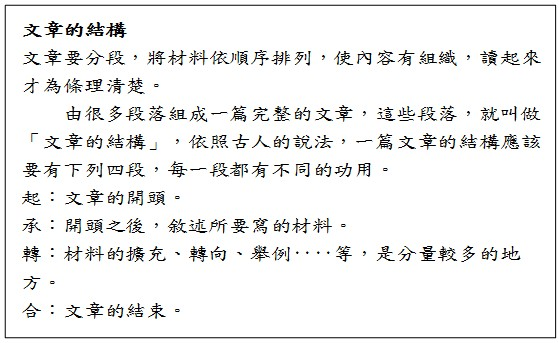 文章的結構
文章要分段，將材料依順序排列，使內容有組織，讀起來
才為條理清楚。
由很多段落組成一篇完整的文章，這些段落，就叫做
「文章的結構」，依照古人的說法，一篇文章的結構應該
要有下列四段，每一段都有不同的功用。
起：文章的開頭。
承：開頭之後，敘述所要寫的材料。
轉：材料的擴充、轉向、舉例‥‥等，是分量較多的地
方。
合：文章的結束。